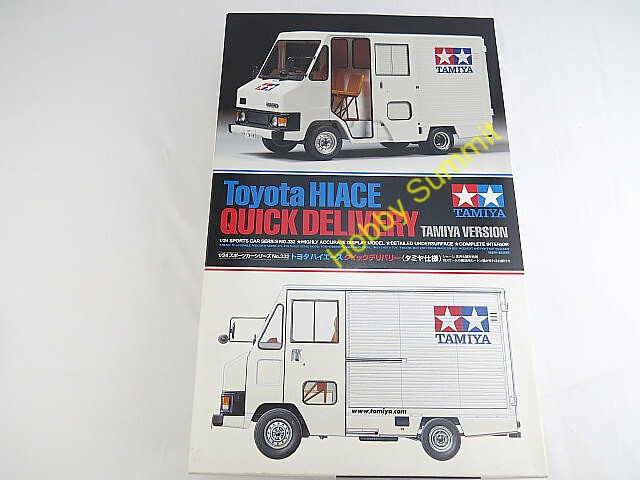 TAMIYA
Toyota HIACE
QUICK DELIVERY
TAMIYA VERSION
TAMIYA
1/24 SPORTS CAR SERIES NO.332 ★HIGHLY ACCURATE DISPLAY MODEL ★DETAILED UNDERSURFACE ★COMPLETE INTERIOR
1/24 スポーツカーシリーズNo.332 トヨタ ハイエース クイックデリバリー (タミヤ仕様)
Hobby Summit
TAMIYA
www.tamiya.com